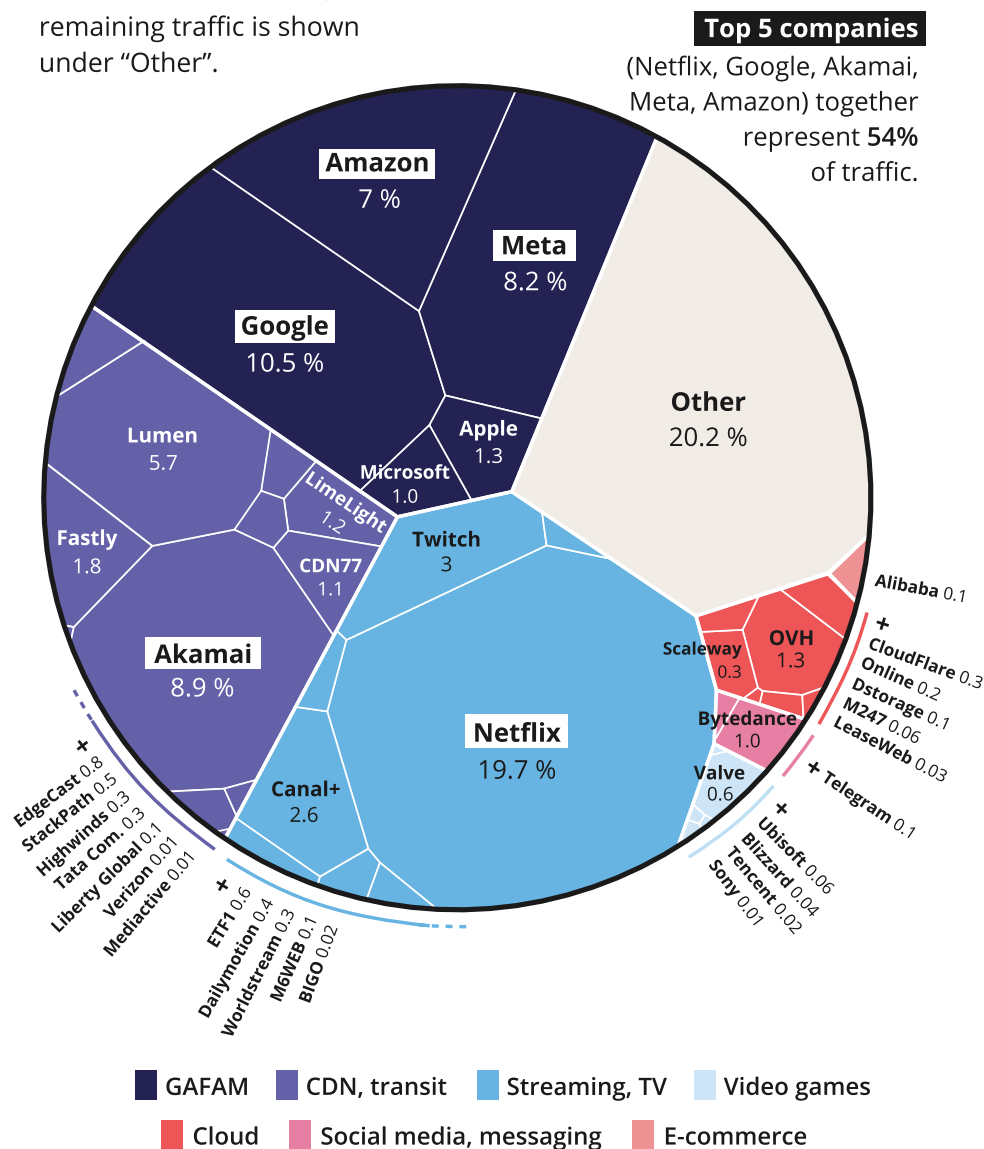 remaining traffic is shown
under “Other”.
Top 5 companies
(Netflix, Google, Akamai,
Meta, Amazon) together
represent 54%
of traffic.
Amazon
7 %
Meta
8.2 %
Google
10.5 %
Other
20.2 %
Apple
1.3
Microsoft
1.0
Lumen
5.7
LimeLight
1.2
Fastly
1.8
CDN77
1.1
Akamai
8.9 %
Twitch
3
Netflix
19.7 %
Canal+
2.6
Scaleway
0.3
OVH
1.3
Bytedance
1.0
Valve
0.6
Alibaba 0.1
+
CloudFlare 0.3
Online 0.2
Dstorage 0.1
M247 0.06
LeaseWeb 0.03
+ Telegram 0.1
+
Ubisoft 0.06
Blizzard 0.04
Tencent 0.02
Sony 0.01
+
EdgeCast 0.8
StackPath 0.5
Highwinds 0.3
Tata Com. 0.3
Liberty Global 0.1
Verizon 0.01
Mediactive 0.01
+
ETF1 0.6
Dailymotion 0.4
Worldstream 0.3
M6WEB 0.1
BIGO 0.02
GAFAM
CDN, transit
Streaming, TV
Video games
Cloud
Social media, messaging
E-commerce